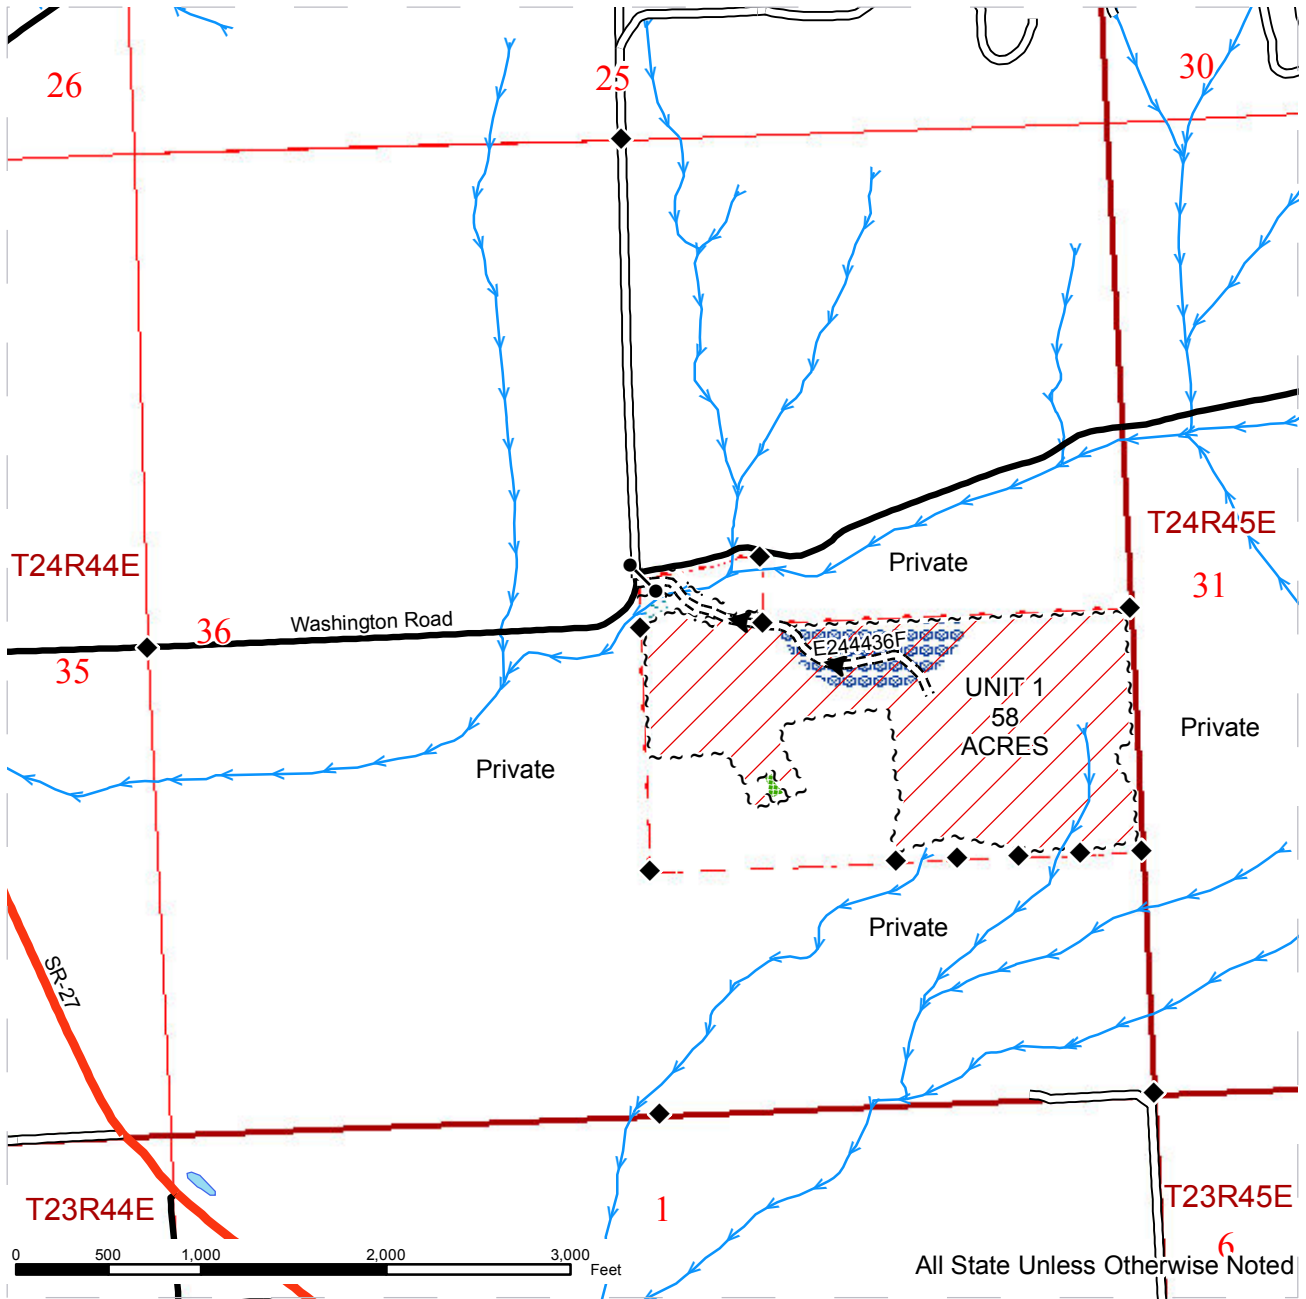 26
25
30
T24R45E
Private
T24R44E
31
Washington Road
36
35
E244436F
UNIT 1
58
ACRES
Private
Private
Private
SR-27
T23R44E
1
T23R45E
6
0 500 1,000 2,000 3,000
Feet
All State Unless Otherwise Noted